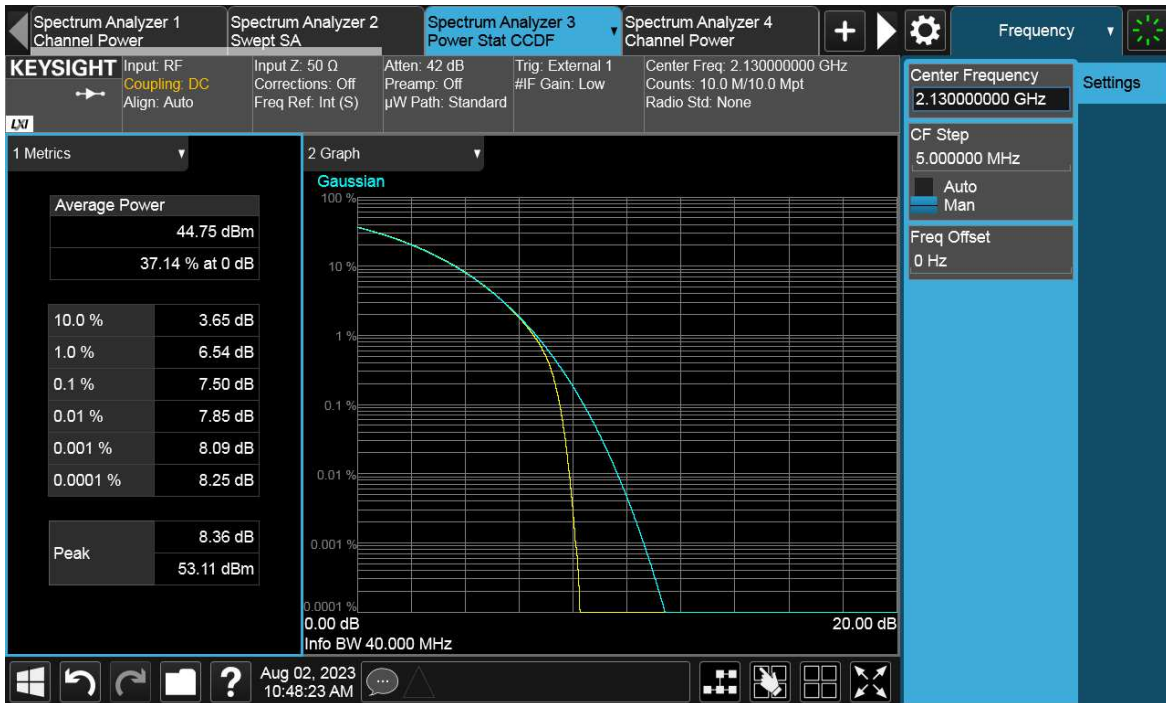 Spectrum Analyzer 1
Channel Power
Spectrum Analyzer 2
Swept SA
Spectrum Analyzer 3
Power Stat CCDF
Spectrum Analyzer 4
Channel Power
+
Frequency
KEYSIGHT
LXI
Input: RF
Coupling: DC
Align: Auto
Input Z: 50 Ω
Corrections: Off
Freq Ref: Int (S)
Atten: 42 dB
Preamp: Off
µW Path: Standard
Trig: External 1
#IF Gain: Low
Center Freq: 2.130000000 GHz
Counts: 10.0 M/10.0 Mpt
Radio Std: None
Center Frequency
2.130000000 GHz
Settings
CF Step
5.000000 MHz
Auto
Man
Freq Offset
0 Hz
1 Metrics
Average Power
44.75 dBm
37.14 % at 0 dB
10.0 % 3.65 dB
1.0 % 6.54 dB
0.1 % 7.50 dB
0.01 % 7.85 dB
0.001 % 8.09 dB
0.0001 % 8.25 dB
Peak
8.36 dB
53.11 dBm
2 Graph
Gaussian
100 %
10 %
1 %
0.1 %
0.01 %
0.001 %
0.0001 %
0.00 dB 20.00 dB
Info BW 40.000 MHz
?
Aug 02, 2023
10:48:23 AM